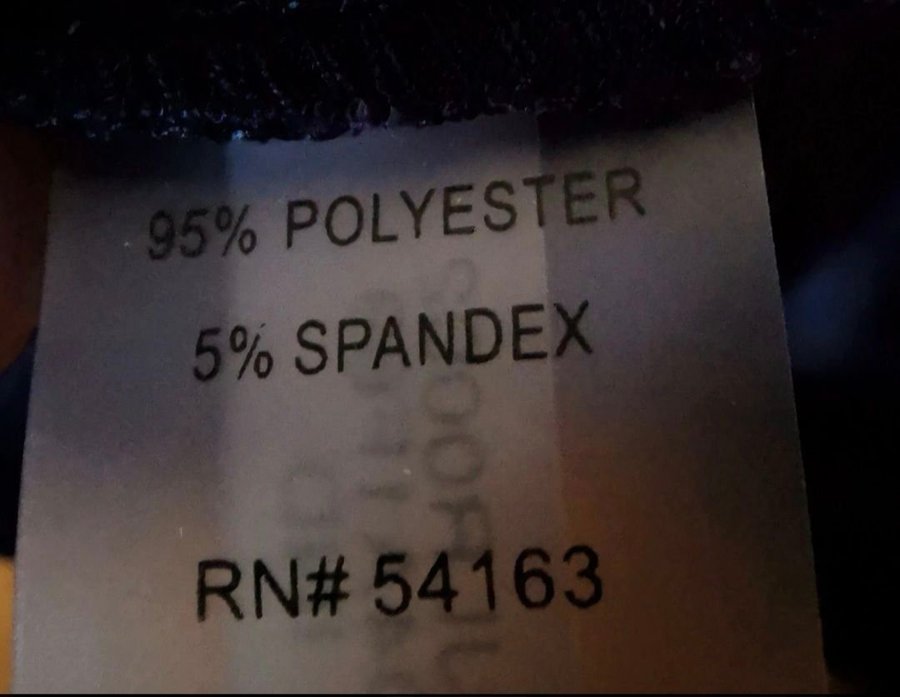 95% POLYESTER
5% SPANDEX
RN# 54163